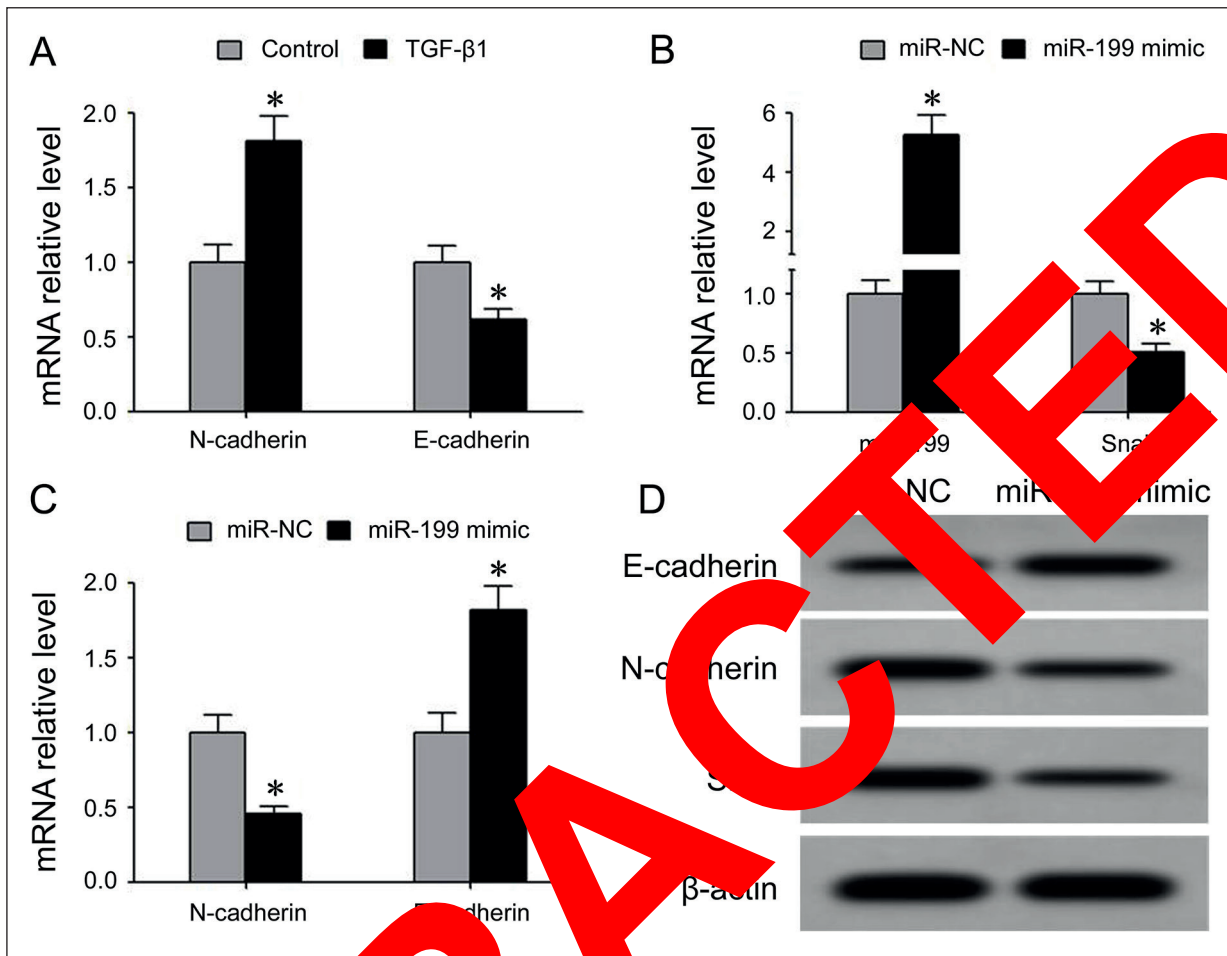 A
Control TGF-β1
mRNA relative level
2.0
*
1.5
1.0
*
0.5
0.0
N-cadherin E-cadherin
B
miR-NC miR-199 mimic
mRNA relative level
6
*
4
2
1.0
*
0.5
0.0
C
miR-NC miR-199 mimic
mRNA relative level
2.0
*
1.5
1.0
*
0.5
0.0
N-cadherin
D
NC
E-cadherin
N-cadherin
β-actin
RACTED